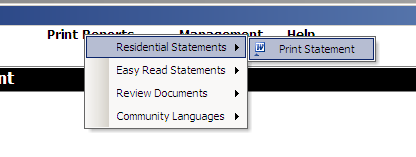 Print Reports Management Help
Residential Statements Print Statement
Easy Read Statements
Review Documents
Community Languages
nt